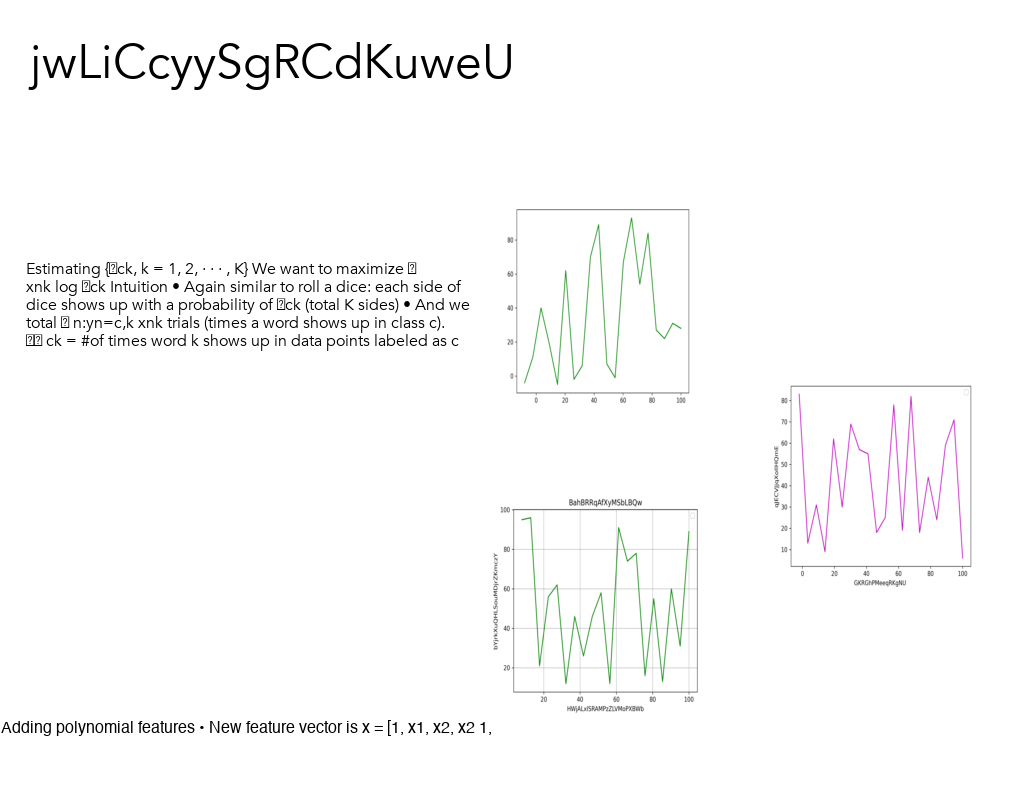 jwLiCcyySgRCdKuweU
Estimating {ck, k = 1, 2, · · · , K} We want to maximize
xnk log ck Intuition • Again similar to roll a dice: each side of
dice shows up with a probability of ck (total K sides) • And we
total n:yn=c,k xnk trials (times a word shows up in class c).
ck = #of times word k shows up in data points labeled as c
80
60
40
20
0
0 20 40 60 80 100
80
70
60
50
40
30
20
10
0 20 40 60 80 100
GKRGhPMeeqRKgNU
BahBRRqAfXyMSbLBQw
100
80
60
40
20
20 40 60 80 100
Adding polynomial features • New feature vector is x = [1, x1, x2, x2 1,